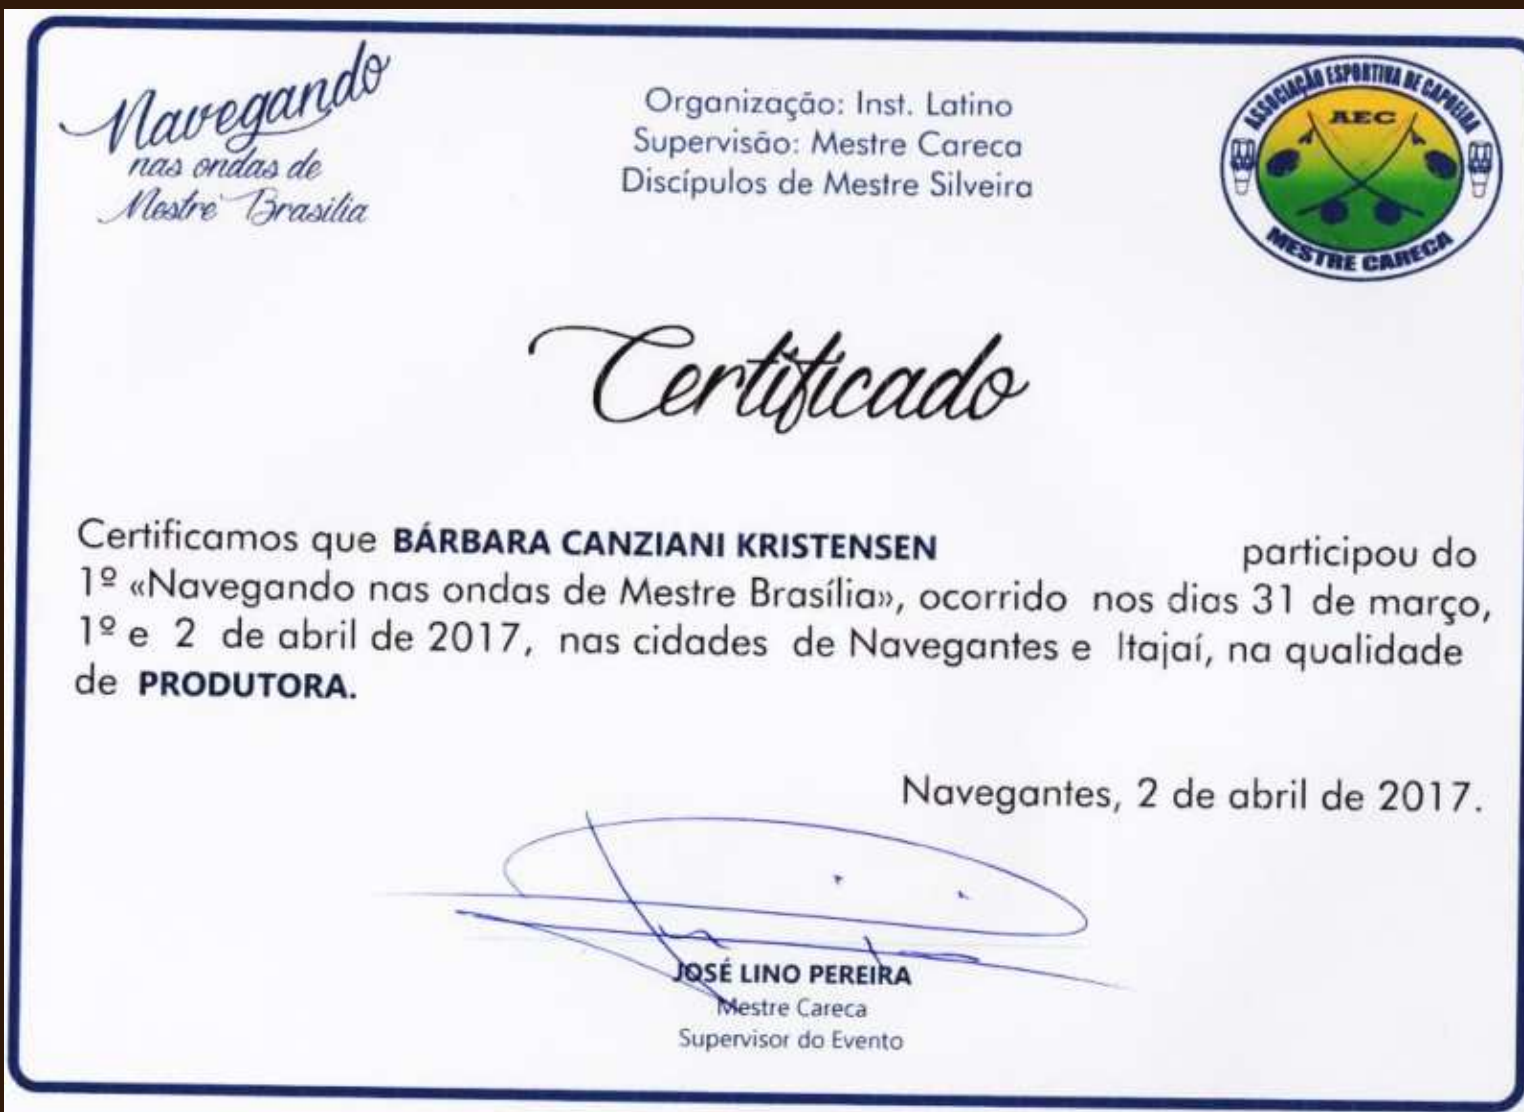 Navegando
nas ondas de
Mestre Brasilia
Organização: Inst. Latino
Supervisão: Mestre Careca
Discípulos de Mestre Silveira
ASSOCIAÇÃO ESPORTIVA DE CAPOEIRA
AEC
MESTRE CARECA
Certificado
Certificamos que BÁRBARA CANZIANI KRISTENSEN participou do
1º «Navegando nas ondas de Mestre Brasília», ocorrido nos dias 31 de março,
1º e 2 de abril de 2017, nas cidades de Navegantes e Itajaí, na qualidade
de PRODUTORA.
Navegantes, 2 de abril de 2017.
JOSÉ LINO PEREIRA
Mestre Careca
Supervisor do Evento